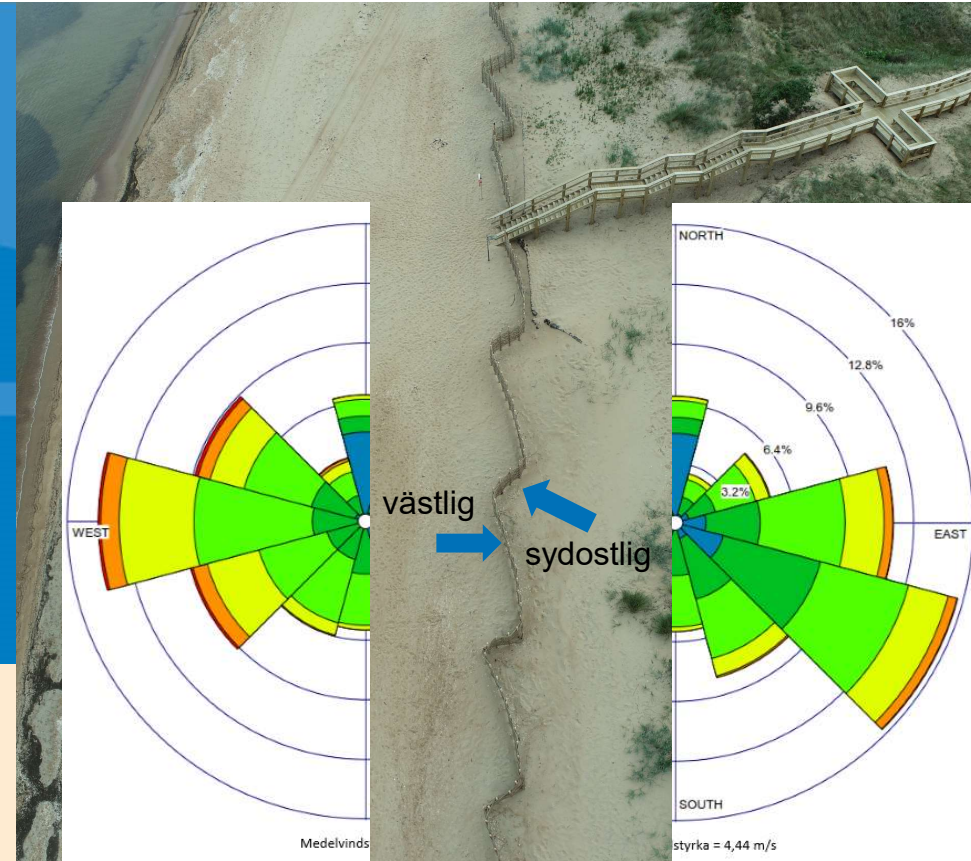 NORTH
16%
12.8%
9.6%
6.4%
3.2%
västlig
WEST
EAST
sydostlig
SOUTH
Medelvinds
styrka = 4,44 m/s